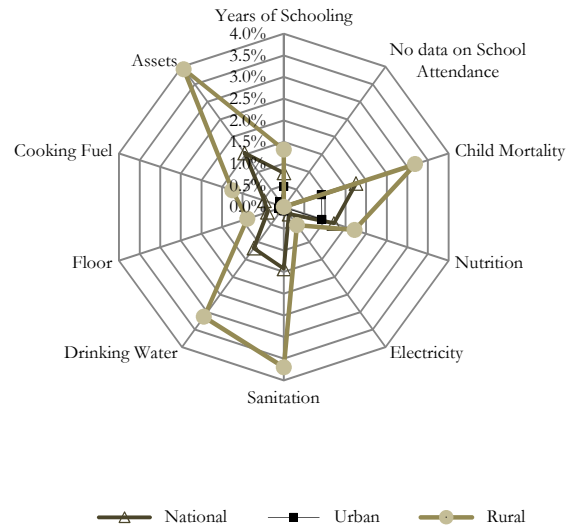 Years of Schooling
4.0%
3.5%
3.0%
2.5%
2.0%
1.5%
1.0%
0.5%
0.0%
No data on School
Attendance
Child Mortality
Nutrition
Electricity
Sanitation
Drinking Water
Floor
Cooking Fuel
Assets
National
Urban
Rural